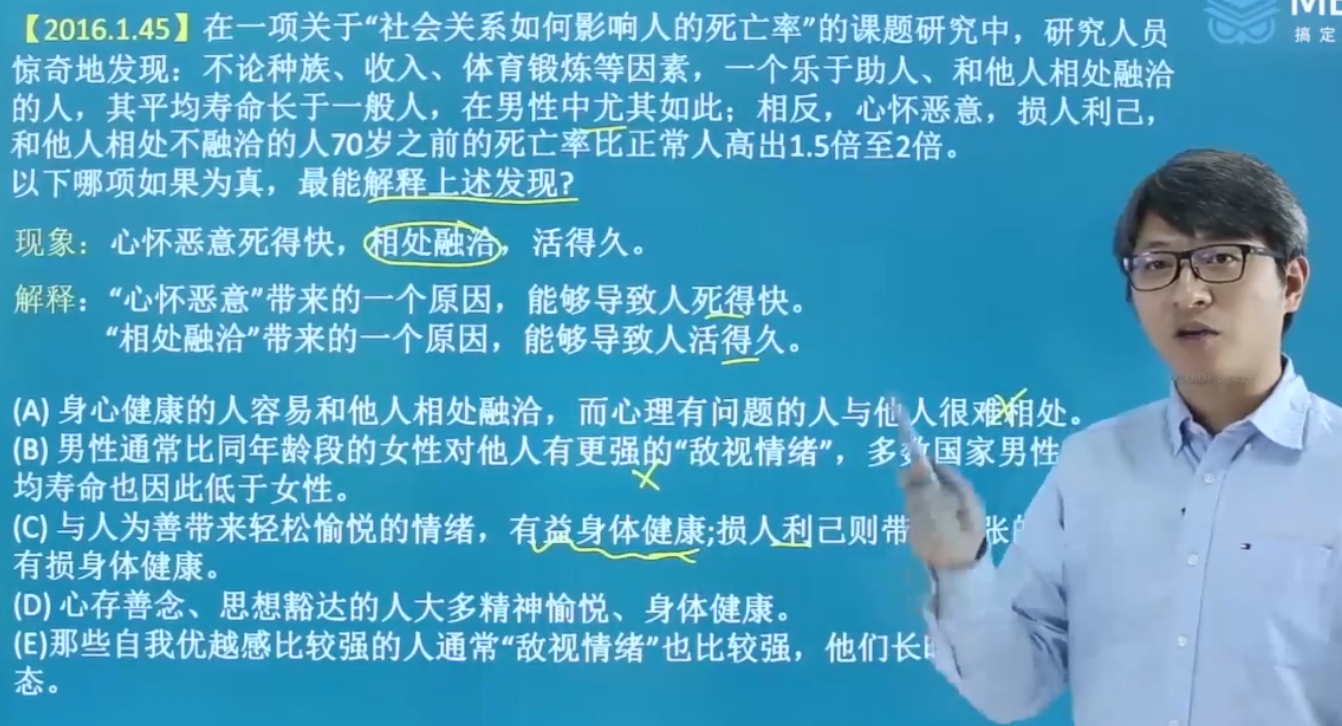 【2016.1.45】在一项关于“社会关系如何影响人的死亡率”的课题研究中，研究人员
惊奇地发现：不论种族、收入、体育锻炼等因素，一个乐于助人、和他人相处融洽
的人，其平均寿命长于一般人，在男性中尤其如此；相反，心怀恶意，损人利己，
和他人相处不融洽的人70岁之前的死亡率比正常人高出1.5倍至2倍。
以下哪项如果为真，最能解释上述发现?
现象：心怀恶意死得快，相处融洽，活得久。
解释：“心怀恶意”带来的一个原因，能够导致人死得快。
“相处融洽”带来的一个原因，能够导致人活得久。
(A) 身心健康的人容易和他人相处融洽，而心理有问题的人与他人很难相处。
(B) 男性通常比同年龄段的女性对他人有更强的“敌视情绪”，多数国家男性
均寿命也因此低于女性。
(C) 与人为善带来轻松愉悦的情绪，有益身体健康;损人利己则带 张
有损身体健康。
(D) 心存善念、思想豁达的人大多精神愉悦、身体健康。
(E)那些自我优越感比较强的人通常“敌视情绪”也比较强，他们长
态。
搞定